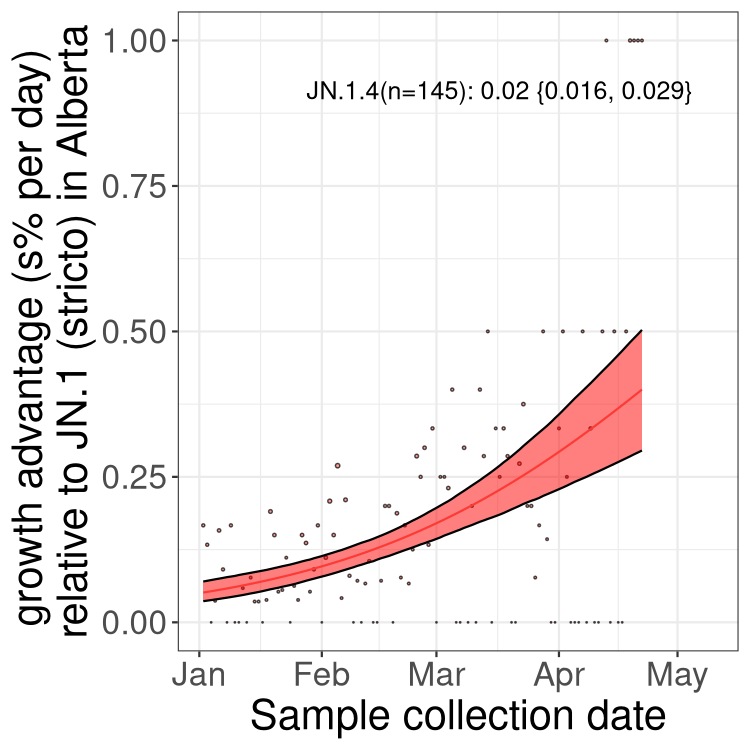 growth advantage (s% per day)
relative to JN.1 (stricto) in Alberta
1.00
0.75
0.50
0.25
0.00
JN.1.4(n=145): 0.02 {0.016, 0.029}
Jan Feb Mar Apr May
Sample collection date